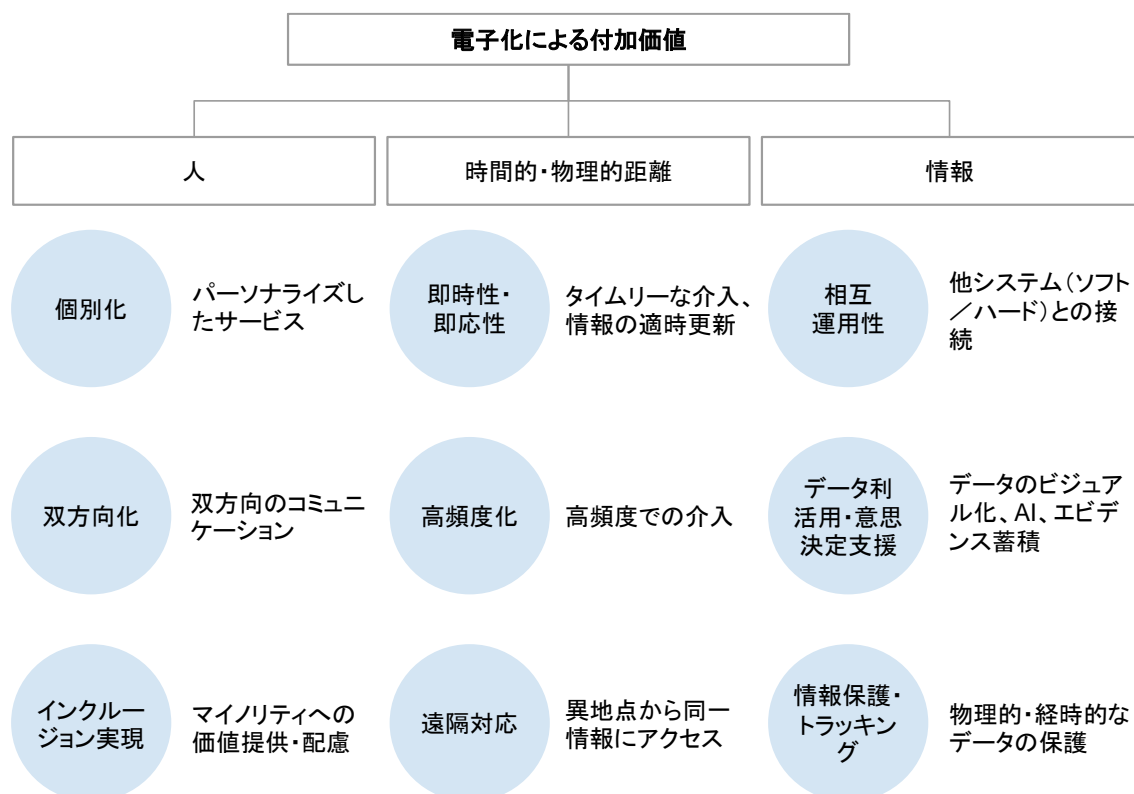 電子化による付加価値
人
時間的・物理的距離
情報
個別化
パーソナライズし
たサービス
即時性・
即応性
タイムリーな介入、
情報の適時更新
相互
運用性
他システム（ソフト
／ハード）との接
続
双方向化
双方向のコミュニ
ケーション
高頻度化
高頻度での介入
データ利
活用・意思
決定支援
データのビジュア
ル化、AI、エビデ
ンス蓄積
インクルー
ジョン実現
マイノリティへの
価値提供・配慮
遠隔対応
異地点から同一
情報にアクセス
情報保護・
トラッキン
グ
物理的・経時的な
データの保護